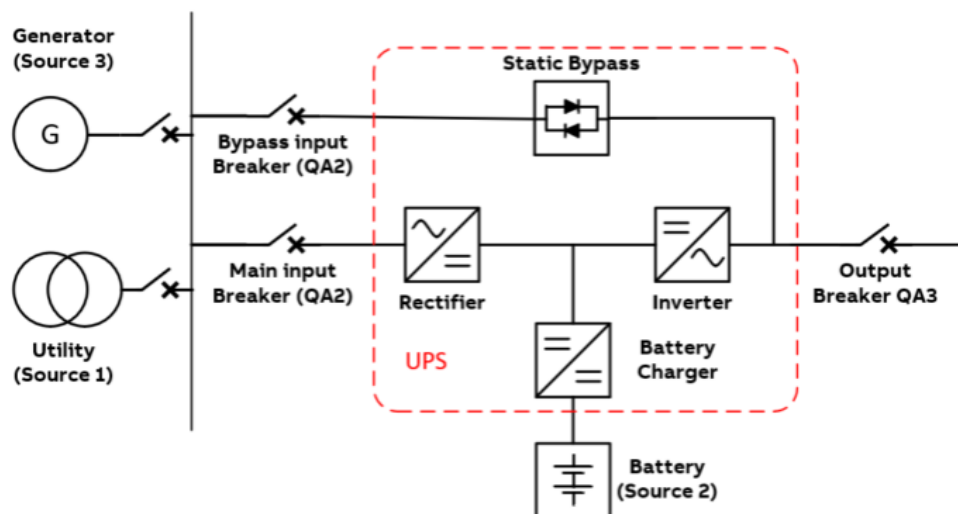 Generator
(Source 3)
G
Static Bypass
Bypass input
Breaker (QA2)
Main input
Breaker (QA2)
Rectifier
Inverter
Output
Breaker QA3
Utility
(Source 1)
UPS
Battery
Charger
Battery
(Source 2)